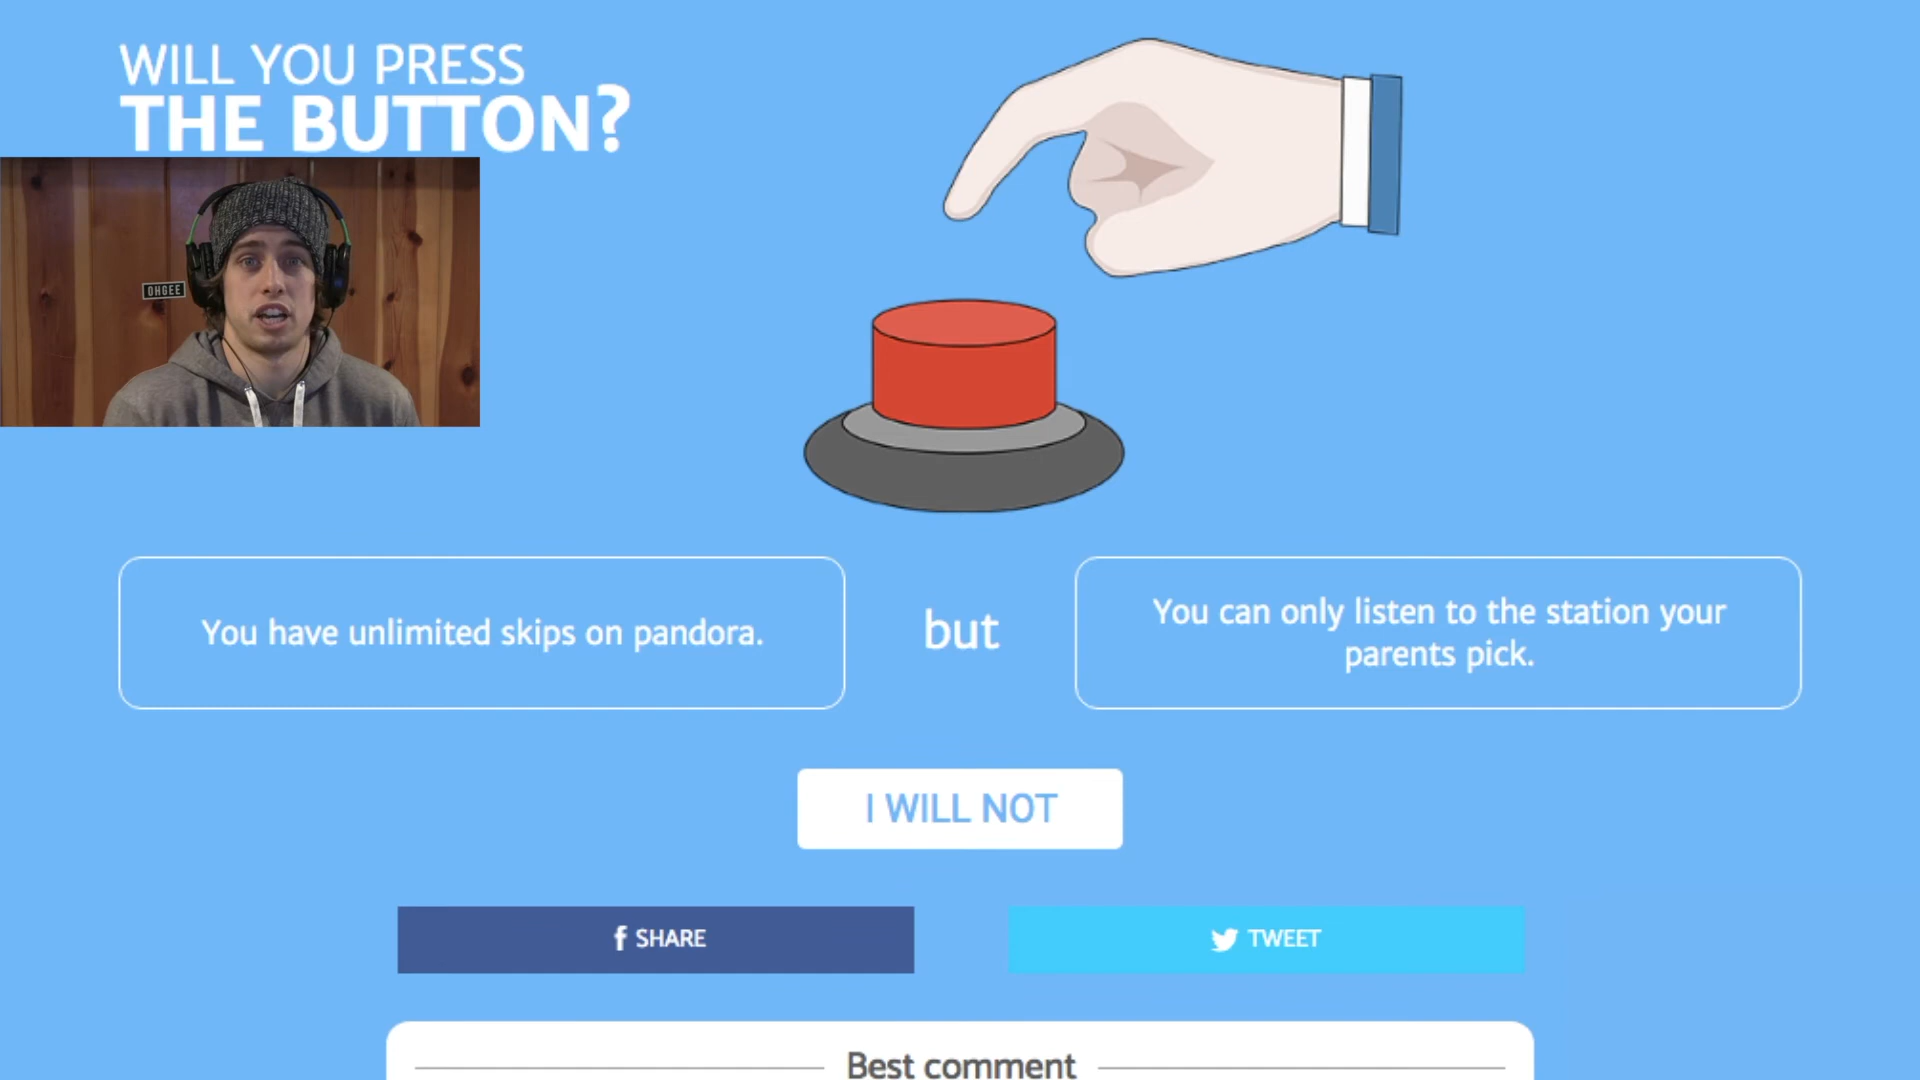 WILL YOU PRESS
THE BUTTON?
OHGEE
You have unlimited skips on pandora.
but
You can only listen to the station your
parents pick.
I WILL NOT
f SHARE
TWEET
Best comment